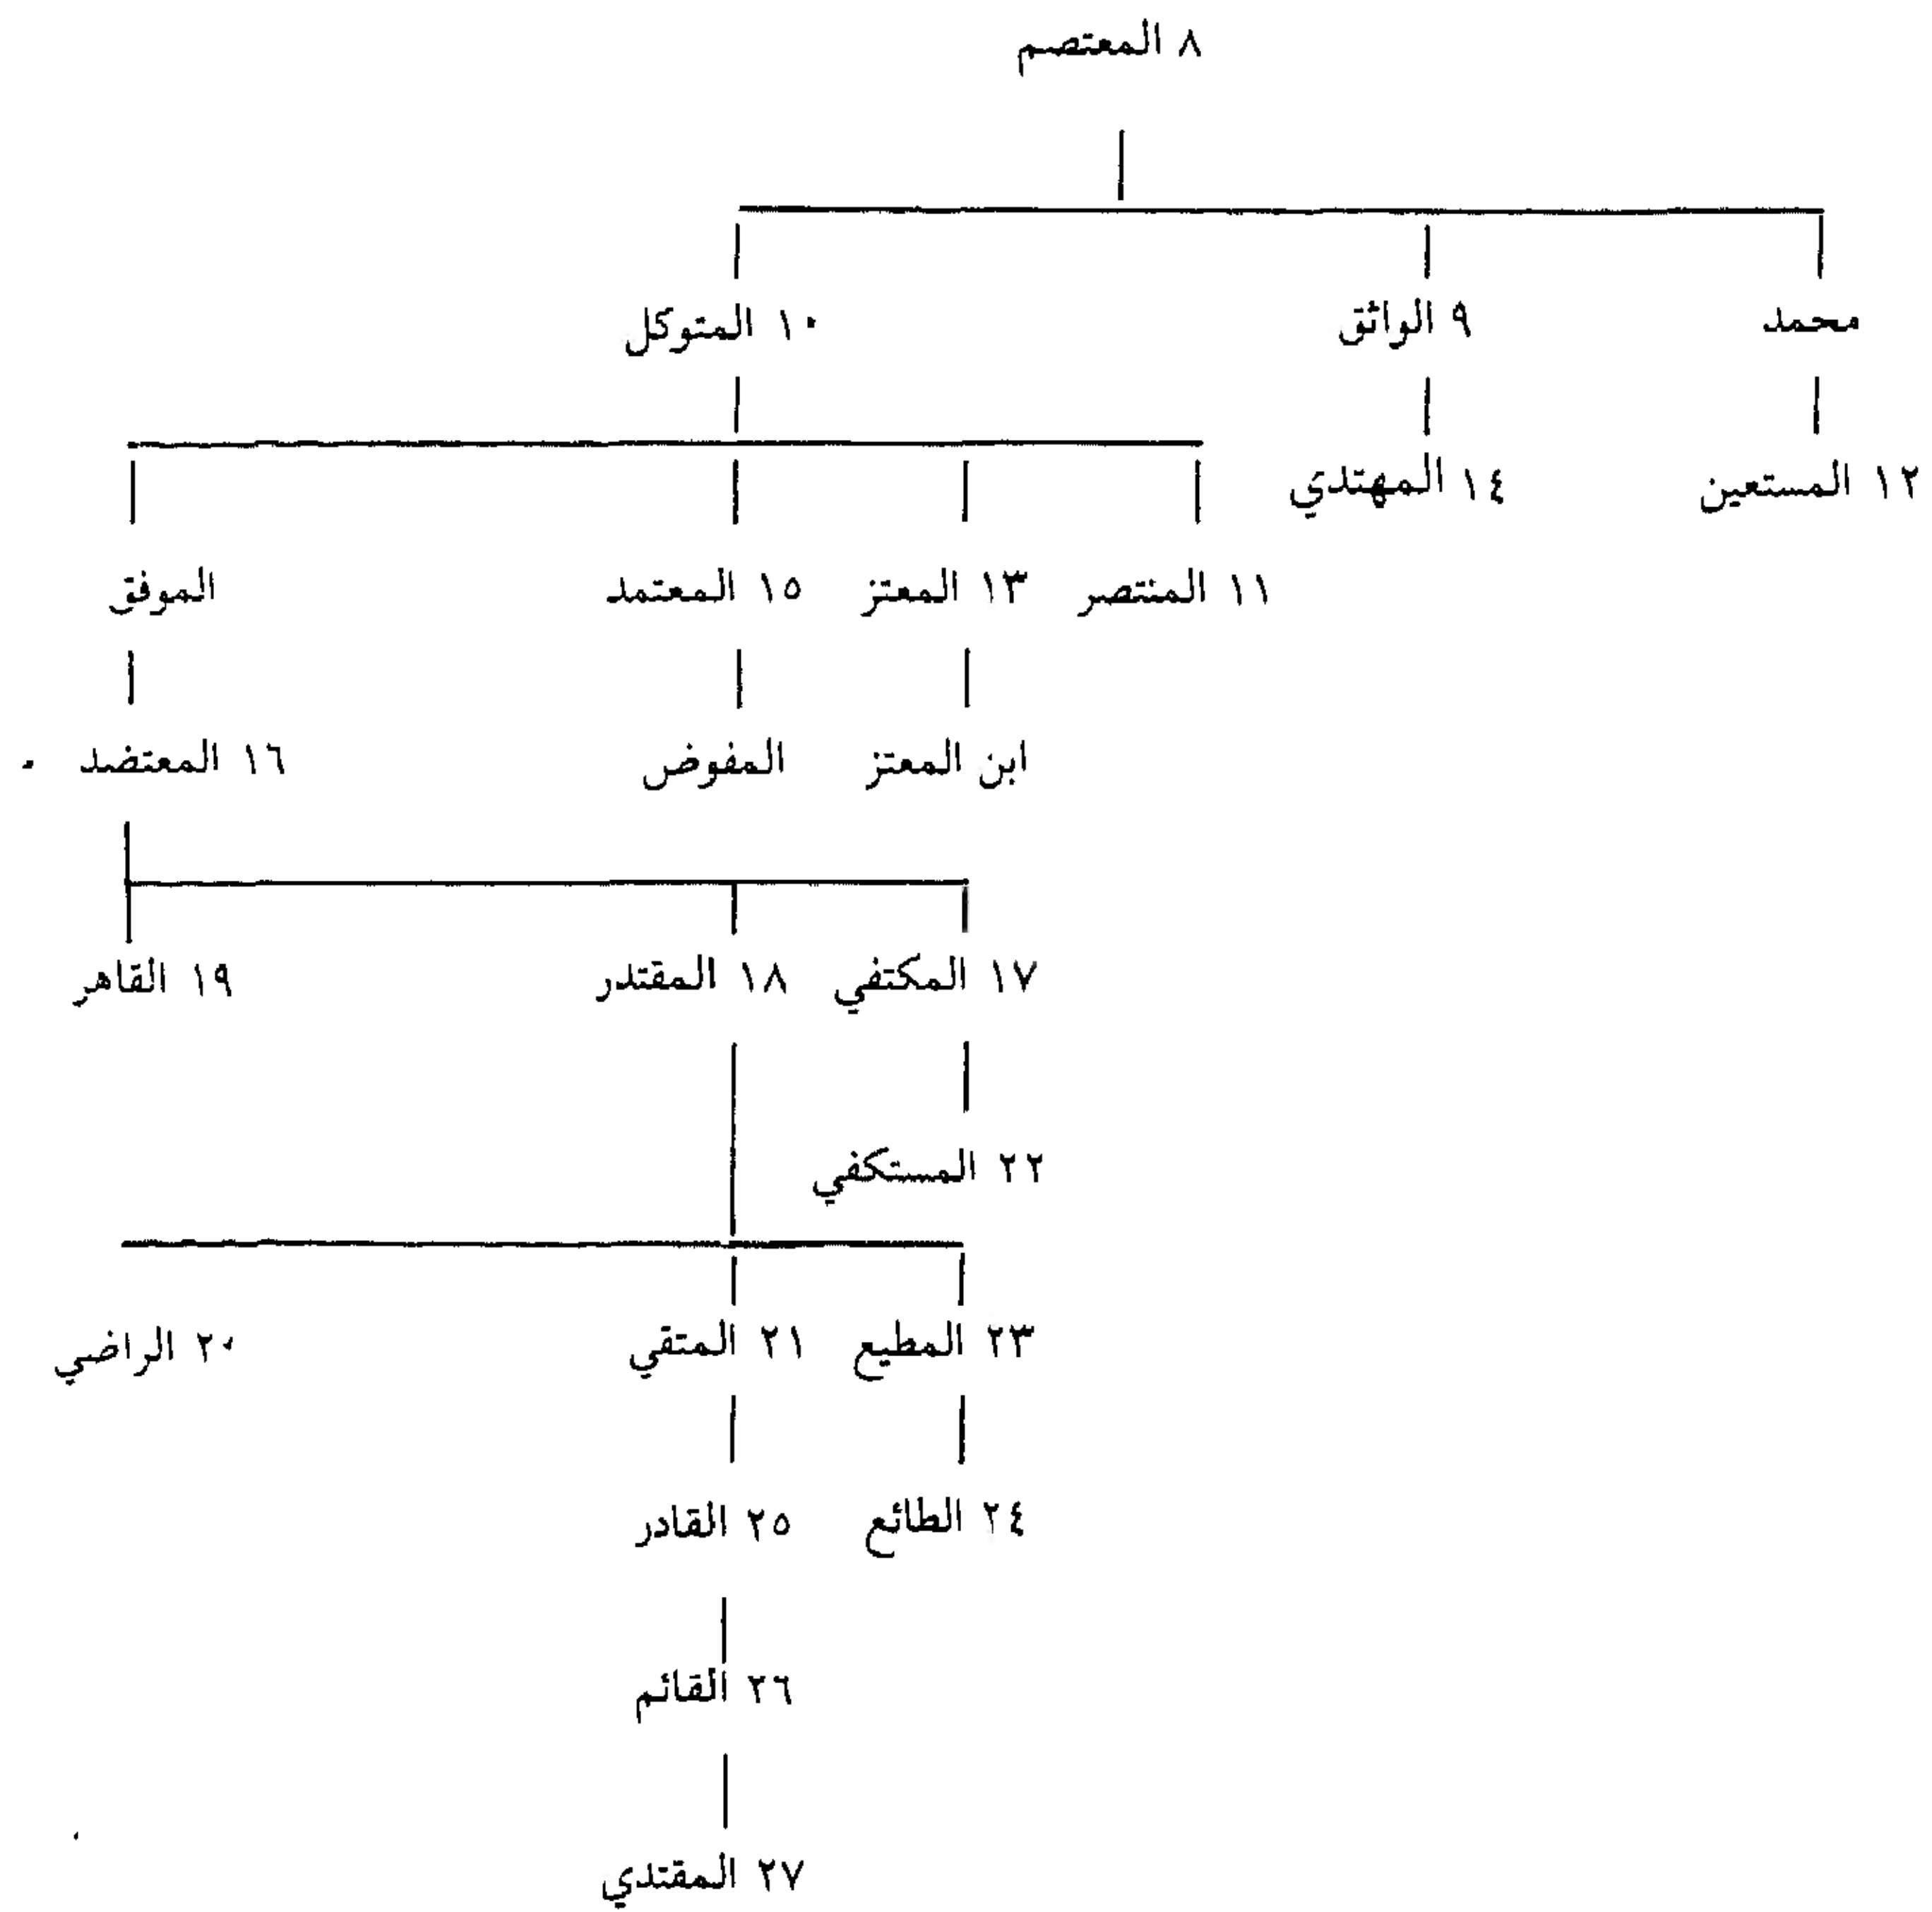 ٨ المعتصم
محمد ٩ الواثق ١٠ المتوكل
١٢ المستعين ١٤ المهتدي
١١ المنتصر ١٣ المعتز ١٥ المعتمد الموفق
ابن المعتز المفوض ١٦ المعتضد
١٧ المكتفي ١٨ المقتدر ١٩ القاهر
٢٢ المستكفي
٢٣ المطيع ٢١ المتقي ٢٠ الراضي
٢٤ الطائع ٢٥ القادر
٢٦ القائم
٢٧ المقتدي